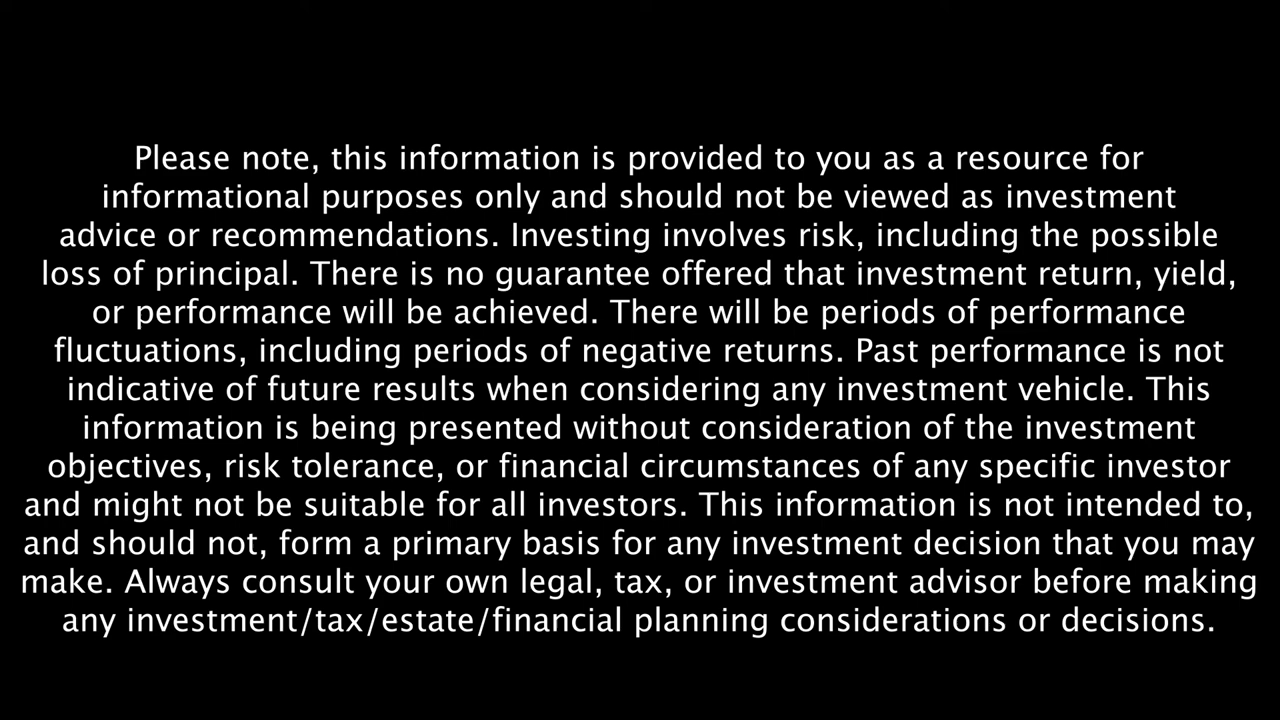 Please note, this information is provided to you as a resource for
informational purposes only and should not be viewed as investment
advice or recommendations. Investing involves risk, including the possible
loss of principal. There is no guarantee offered that investment return, yield,
or performance will be achieved. There will be periods of performance
fluctuations, including periods of negative returns. Past performance is not
indicative of future results when considering any investment vehicle. This
information is being presented without consideration of the investment
objectives, risk tolerance, or financial circumstances of any specific investor
and might not be suitable for all investors. This information is not intended to,
and should not, form a primary basis for any investment decision that you may
make. Always consult your own legal, tax, or investment advisor before making
any investment/tax/estate/financial planning considerations or decisions.